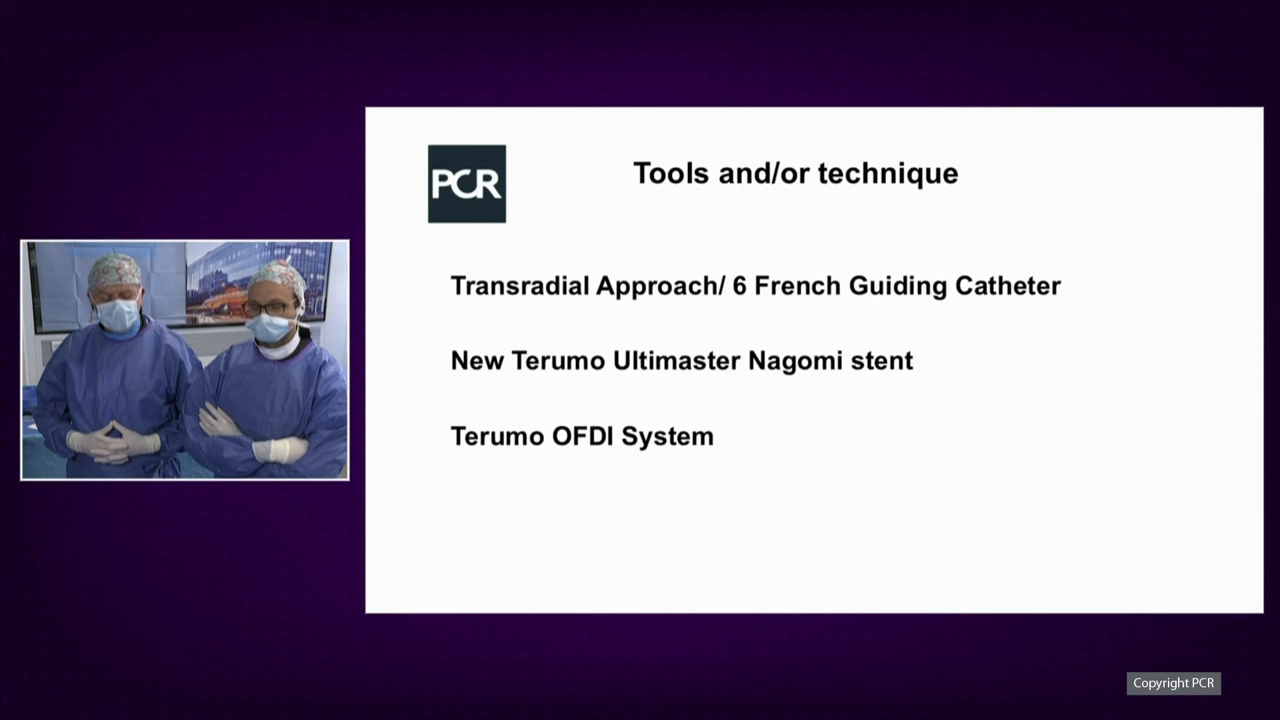 PCR
Tools and/or technique
Transradial Approach/ 6 French Guiding Catheter
New Terumo Ultimaster Nagomi stent
Terumo OFDI System
Copyright PCR